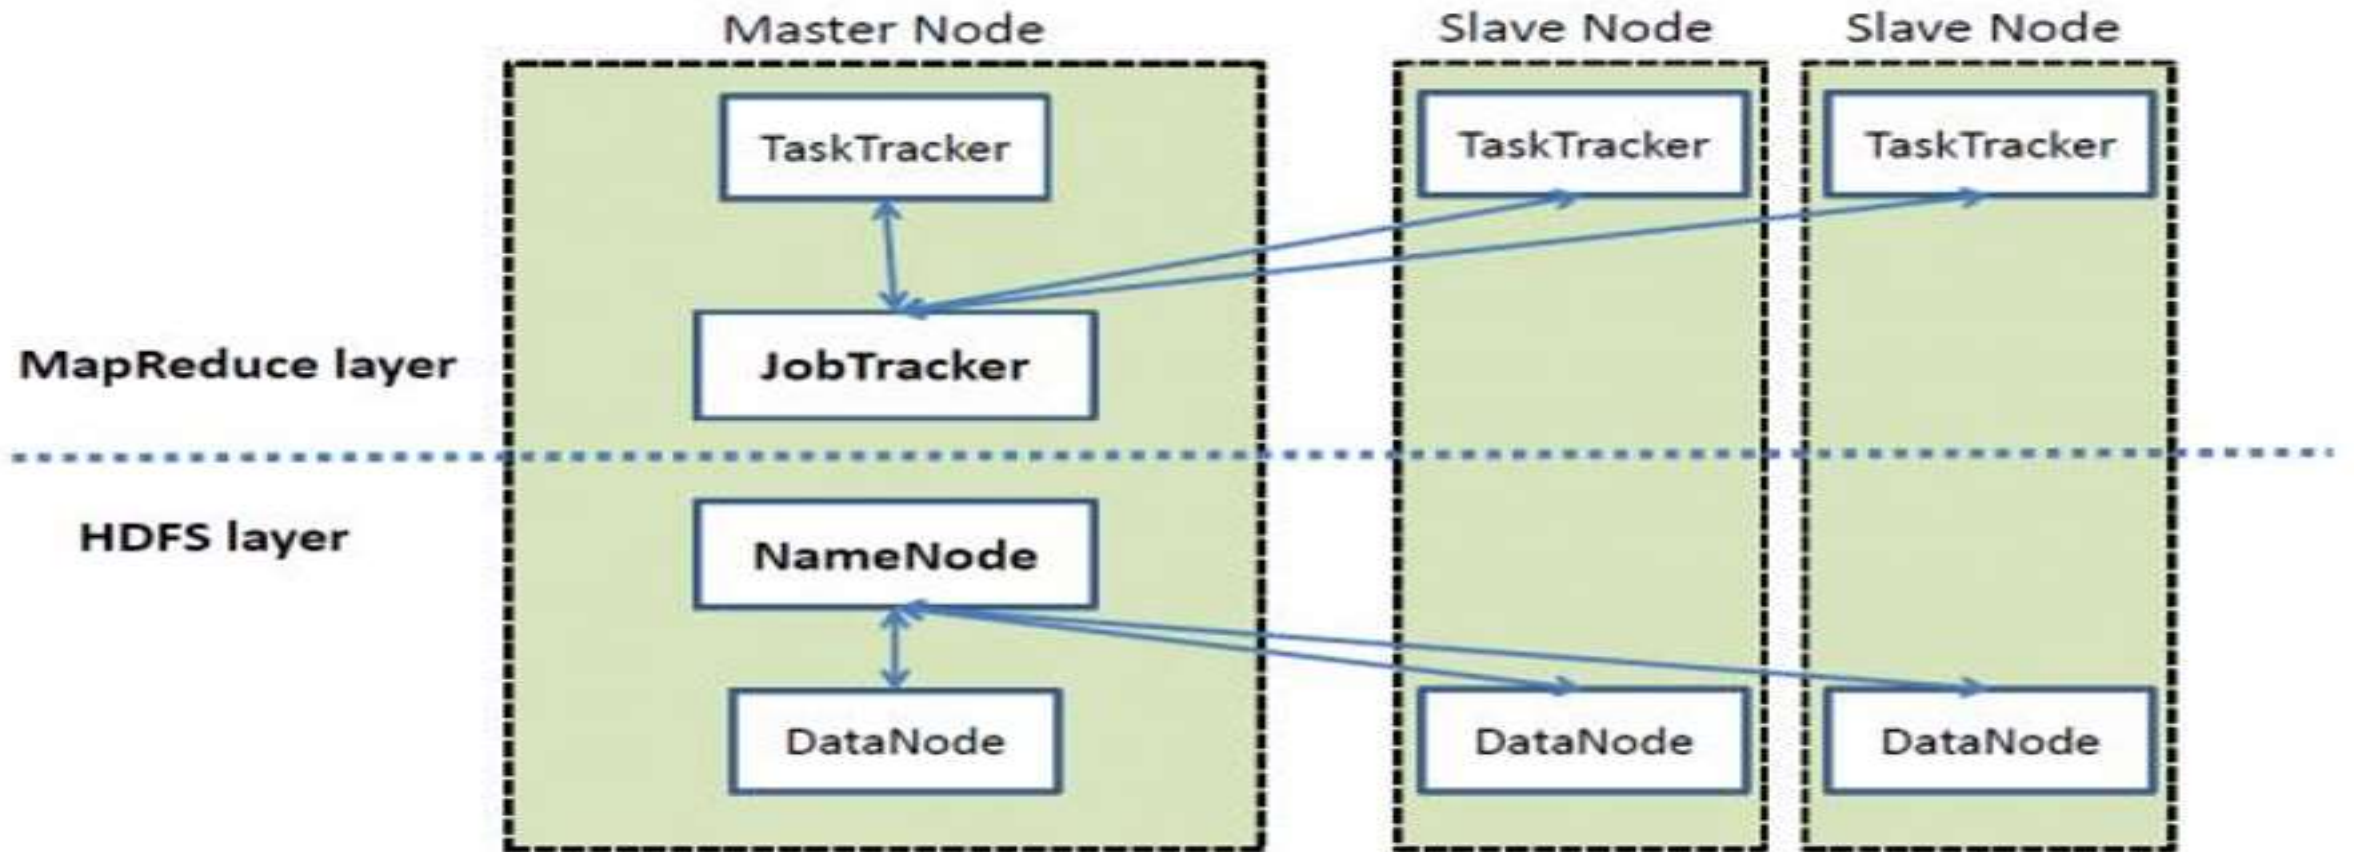 Master Node
Slave Node
Slave Node
TaskTracker
TaskTracker
TaskTracker
MapReduce layer
JobTracker
HDFS layer
NameNode
DataNode
DataNode
DataNode